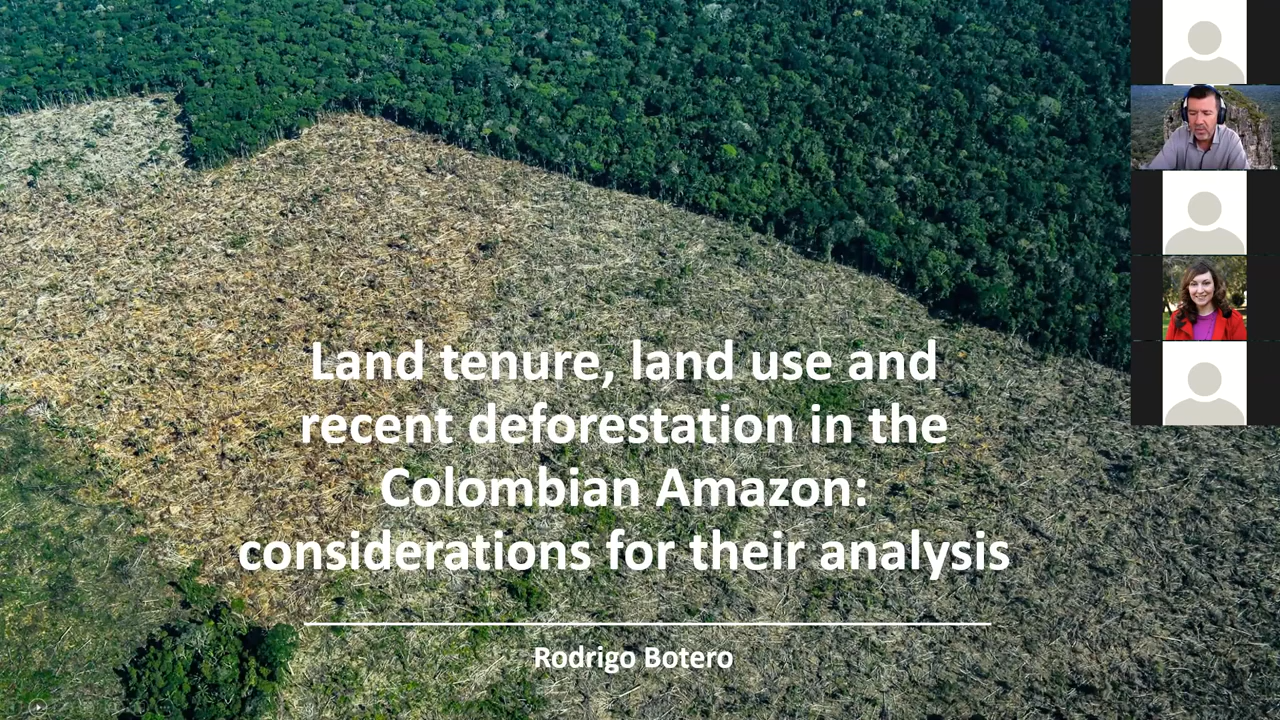 Land tenure, land use and
recent deforestation in the
Colombian Amazon:
considerations for their analysis
Rodrigo Botero